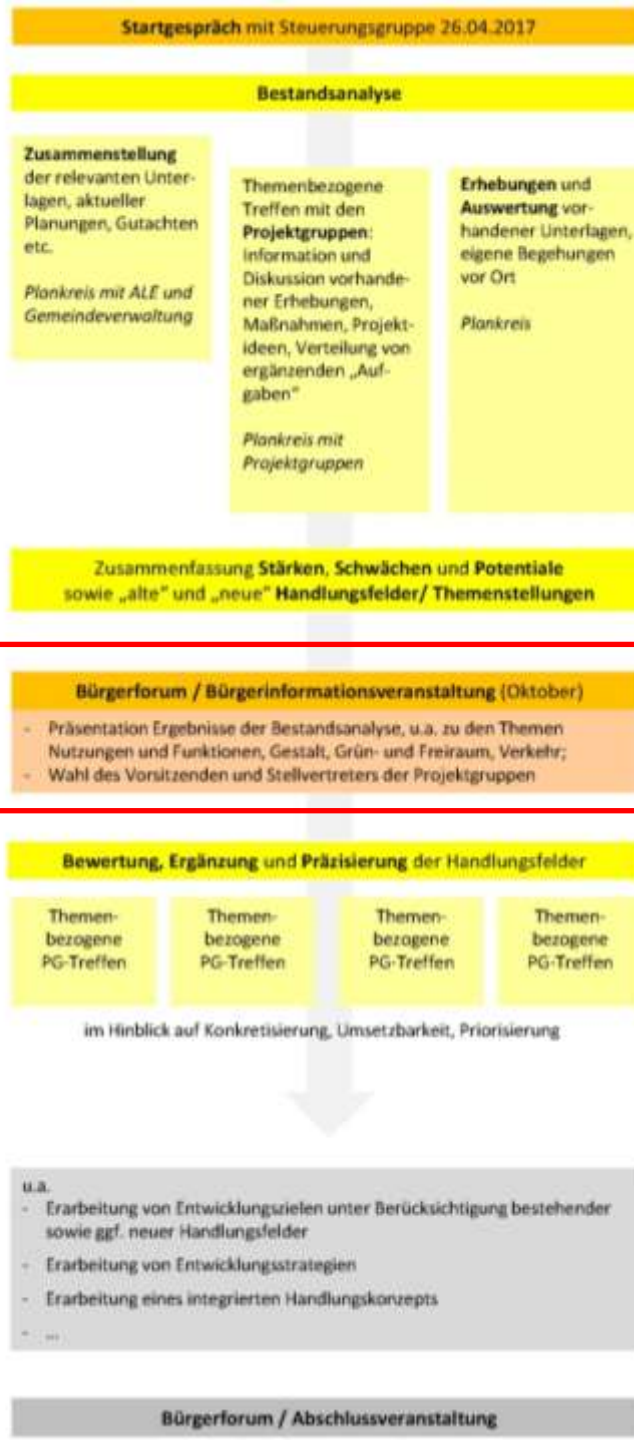 Startgespräch mit Steuerungsgruppe 26.04.2017
Bestandsanalyse
Zusammenstellung
der relevanten Unter-
lagen, aktueller
Planungen, Gutachten
etc.
Plankreis mit ALE und
Gemeindeverwaltung
Themenbezogene
Treffen mit den
Projektgruppen:
Information und
Diskussion vorhande-
ner Erhebungen,
Maßnahmen, Projekt-
ideen, Verteilung von
ergänzenden „Auf-
gaben“
Plankreis mit
Projektgruppen
Erhebungen und
Auswertung vor-
handener Unterlagen,
eigene Begehungen
vor Ort
Plankreis
Zusammenfassung Stärken, Schwächen und Potentiale
sowie „alte“ und „neue“ Handlungsfelder/ Themenstellungen
Bürgerforum / Bürgerinformationsveranstaltung (Oktober)
- Präsentation Ergebnisse der Bestandsanalyse, u.a. zu den Themen
Nutzungen und Funktionen, Gestalt, Grün- und Freiraum, Verkehr;
- Wahl des Vorsitzenden und Stellvertreters der Projektgruppen
Bewertung, Ergänzung und Präzisierung der Handlungsfelder
Themen-
bezogene
PG-Treffen
Themen-
bezogene
PG-Treffen
Themen-
bezogene
PG-Treffen
Themen-
bezogene
PG-Treffen
im Hinblick auf Konkretisierung, Umsetzbarkeit, Priorisierung
u.a.
- Erarbeitung von Entwicklungszielen unter Berücksichtigung bestehender
sowie ggf. neuer Handlungsfelder
- Erarbeitung von Entwicklungsstrategien
- Erarbeitung eines integrierten Handlungskonzepts
- ...
Bürgerforum / Abschlussveranstaltung